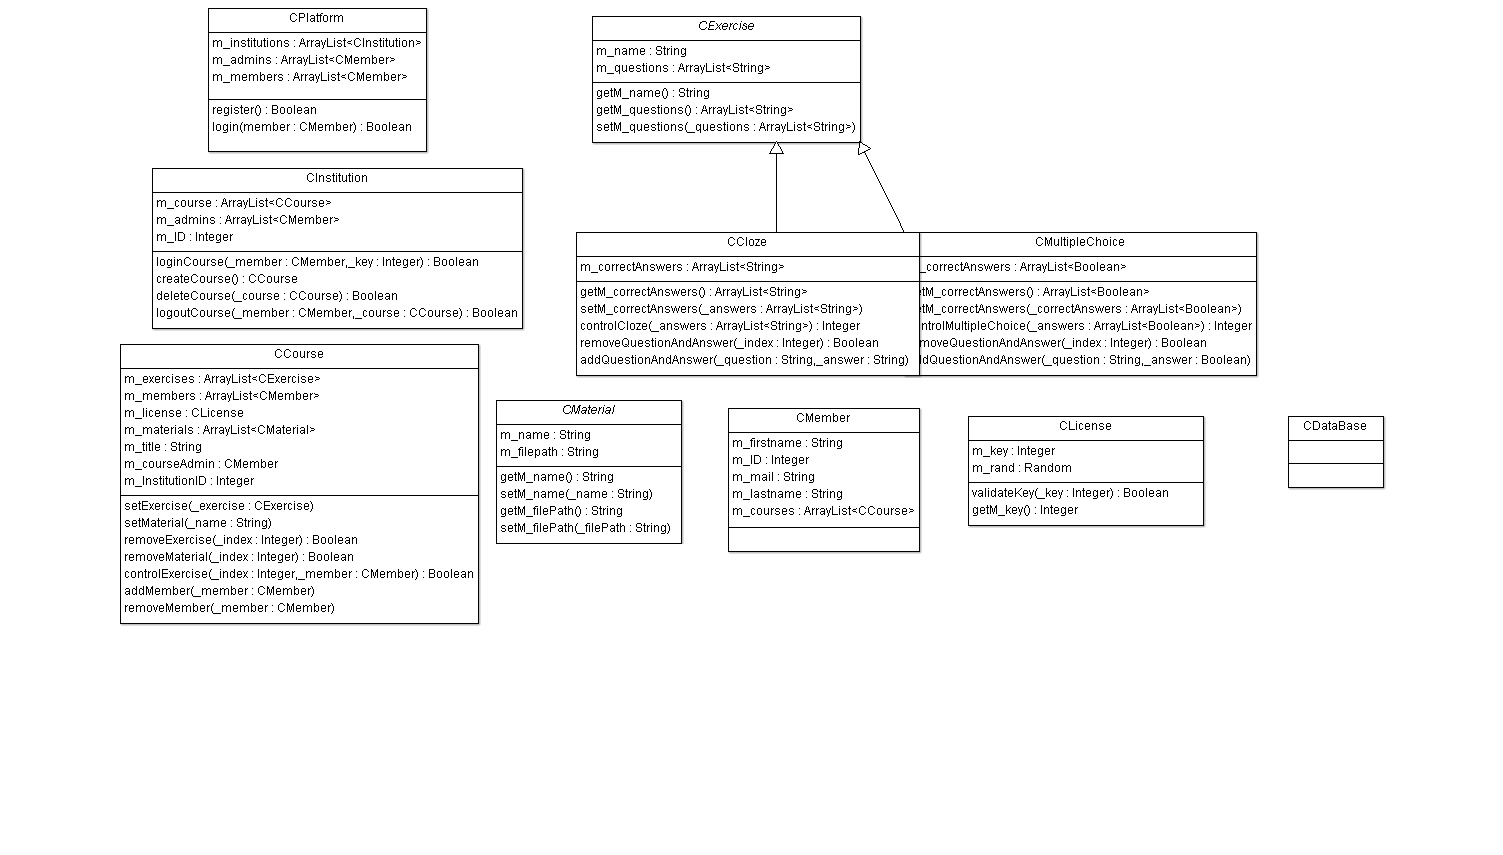 CPlatform
m_institutions : ArrayList<CInstitution>
m_admins : ArrayList<CMember>
m_members : ArrayList<CMember>
register() : Boolean
login(member : CMember) : Boolean
CExercise
m_name : String
m_questions : ArrayList<String>
getM_name() : String
getM_questions() : ArrayList<String>
setM_questions(_questions : ArrayList<String>)
CInstitution
m_course : ArrayList<CCourse>
m_admins : ArrayList<CMember>
m_ID : Integer
loginCourse(_member : CMember,_key : Integer) : Boolean
createCourse() : CCourse
deleteCourse(_course : CCourse) : Boolean
logoutCourse(_member : CMember,_course : CCourse) : Boolean
CCloze
m_correctAnswers : ArrayList<String>
getM_correctAnswers() : ArrayList<String>
setM_correctAnswers(_answers : ArrayList<String>)
controlCloze(_answers : ArrayList<String>) : Integer
removeQuestionAndAnswer(_index : Integer) : Boolean
addQuestionAndAnswer(_question : String,_answer : String)
CMultipleChoice
_correctAnswers : ArrayList<Boolean>
tM_correctAnswers() : ArrayList<Boolean>
tM_correctAnswers(_correctAnswers : ArrayList<Boolean>)
ntrolMultipleChoice(_answers : ArrayList<Boolean>) : Integer
moveQuestionAndAnswer(_index : Integer) : Boolean
dQuestionAndAnswer(_question : String,_answer : Boolean)
CCourse
m_exercises : ArrayList<CExercise>
m_members : ArrayList<CMember>
m_license : CLicense
m_materials : ArrayList<CMaterial>
m_title : String
m_courseAdmin : CMember
m_InstitutionID : Integer
setExercise(_exercise : CExercise)
setMaterial(_name : String)
removeExercise(_index : Integer) : Boolean
removeMaterial(_index : Integer) : Boolean
controlExercise(_index : Integer,_member : CMember) : Boolean
addMember(_member : CMember)
removeMember(_member : CMember)
CMaterial
m_name : String
m_filepath : String
getM_name() : String
setM_name(_name : String)
getM_filePath() : String
setM_filePath(_filePath : String)
CMember
m_firstname : String
m_ID : Integer
m_mail : String
m_lastname : String
m_courses : ArrayList<CCourse>
CLicense
m_key : Integer
m_rand : Random
validateKey(_key : Integer) : Boolean
getM_key() : Integer
CDataBase